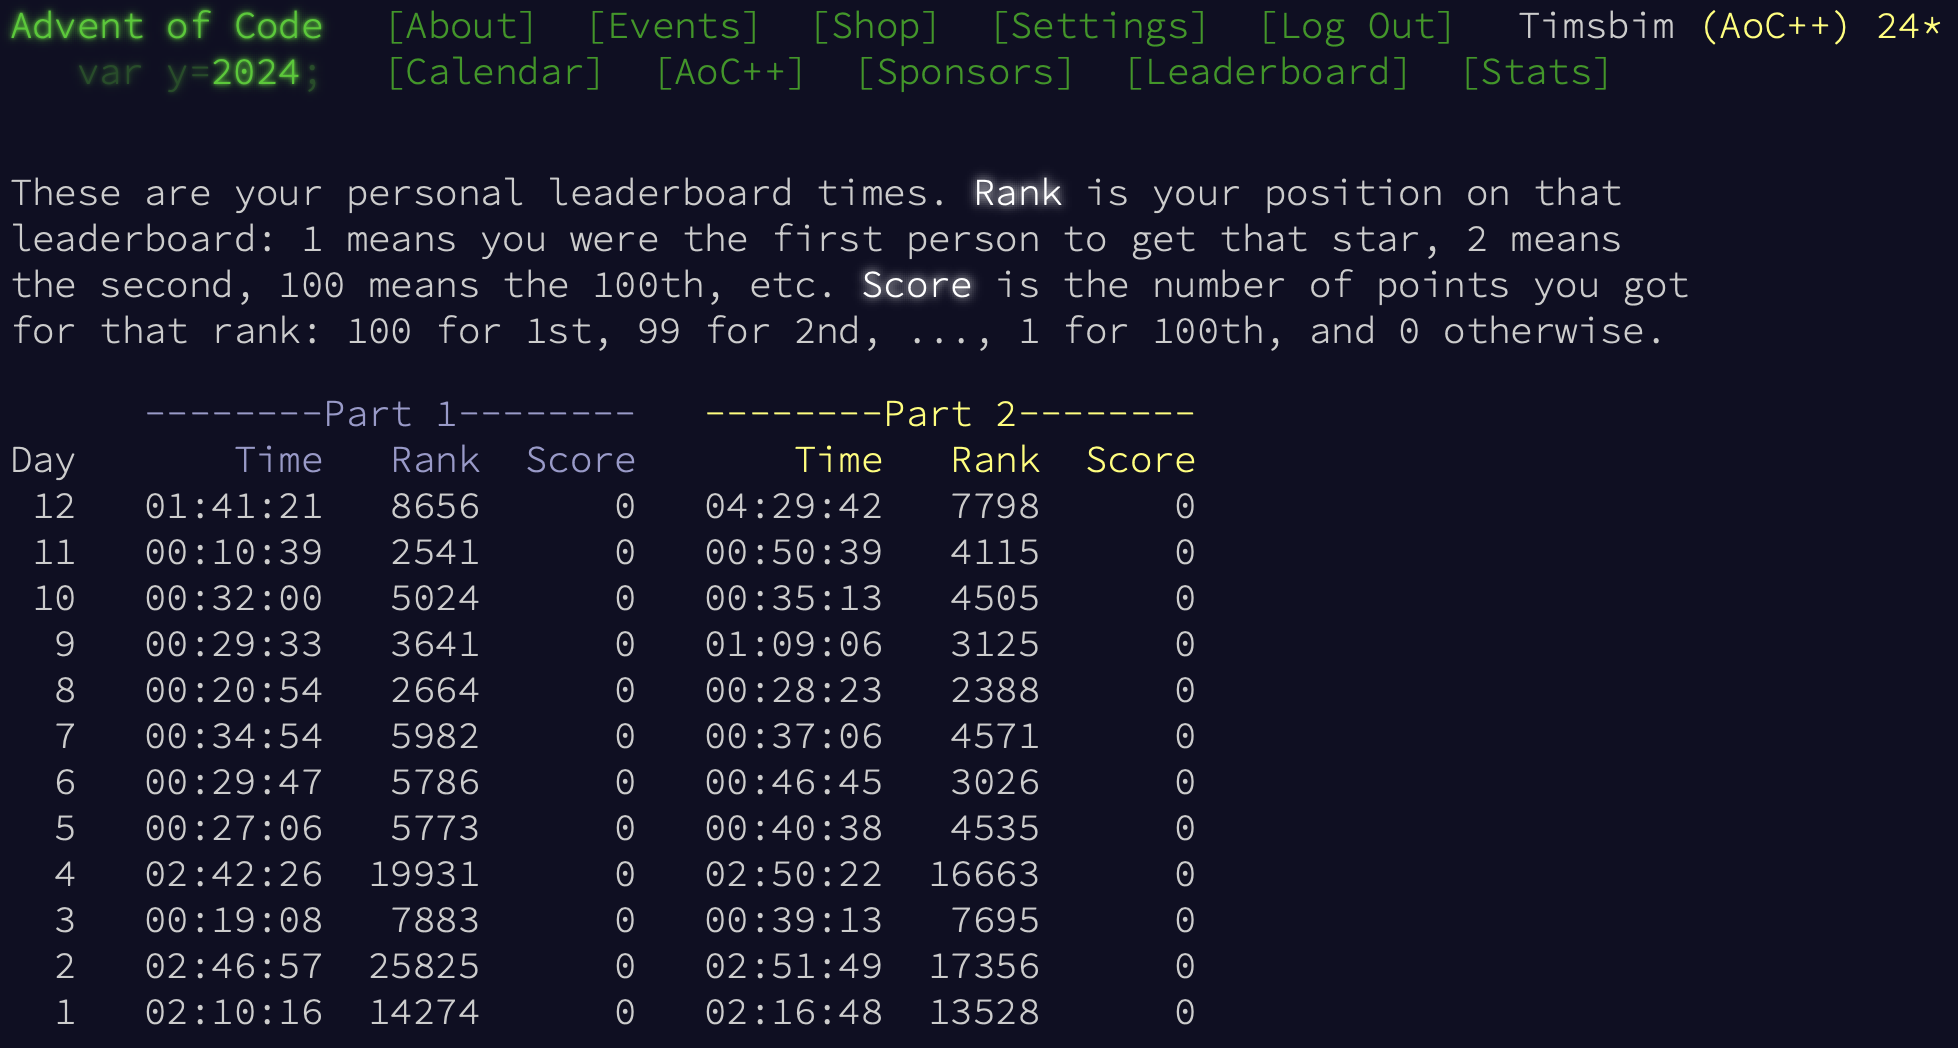 Advent of Code [About] [Events] [Shop] [Settings] [Log Out] Timsbim (AoC++) 24*
var y=2024; [Calendar] [AoC++] [Sponsors] [Leaderboard] [Stats]
These are your personal leaderboard times. Rank is your position on that
leaderboard: 1 means you were the first person to get that star, 2 means
the second, 100 means the 100th, etc. Score is the number of points you got
for that rank: 100 for 1st, 99 for 2nd, ..., 1 for 100th, and 0 otherwise.
--------Part 1-------- --------Part 2--------
Day Time Rank Score Time Rank Score
12 01:41:21 8656 0 04:29:42 7798 0
11 00:10:39 2541 0 00:50:39 4115 0
10 00:32:00 5024 0 00:35:13 4505 0
9 00:29:33 3641 0 01:09:06 3125 0
8 00:20:54 2664 0 00:28:23 2388 0
7 00:34:54 5982 0 00:37:06 4571 0
6 00:29:47 5786 0 00:46:45 3026 0
5 00:27:06 5773 0 00:40:38 4535 0
4 02:42:26 19931 0 02:50:22 16663 0
3 00:19:08 7883 0 00:39:13 7695 0
2 02:46:57 25825 0 02:51:49 17356 0
1 02:10:16 14274 0 02:16:48 13528 0